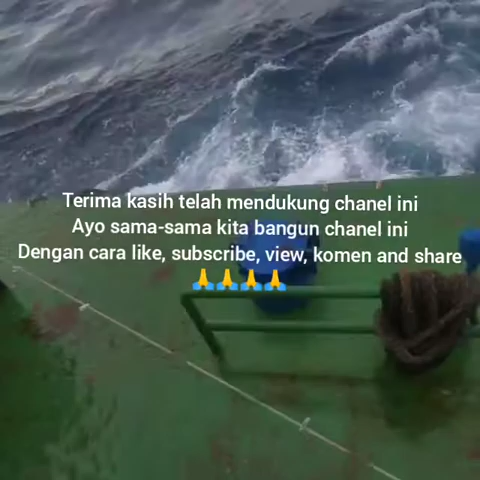 Terima kasih telah mendukung chanel ini
Ayo sama-sama kita bangun chanel ini
Dengan cara like, subscribe, view, komen and share
🙏🙏🙏🙏